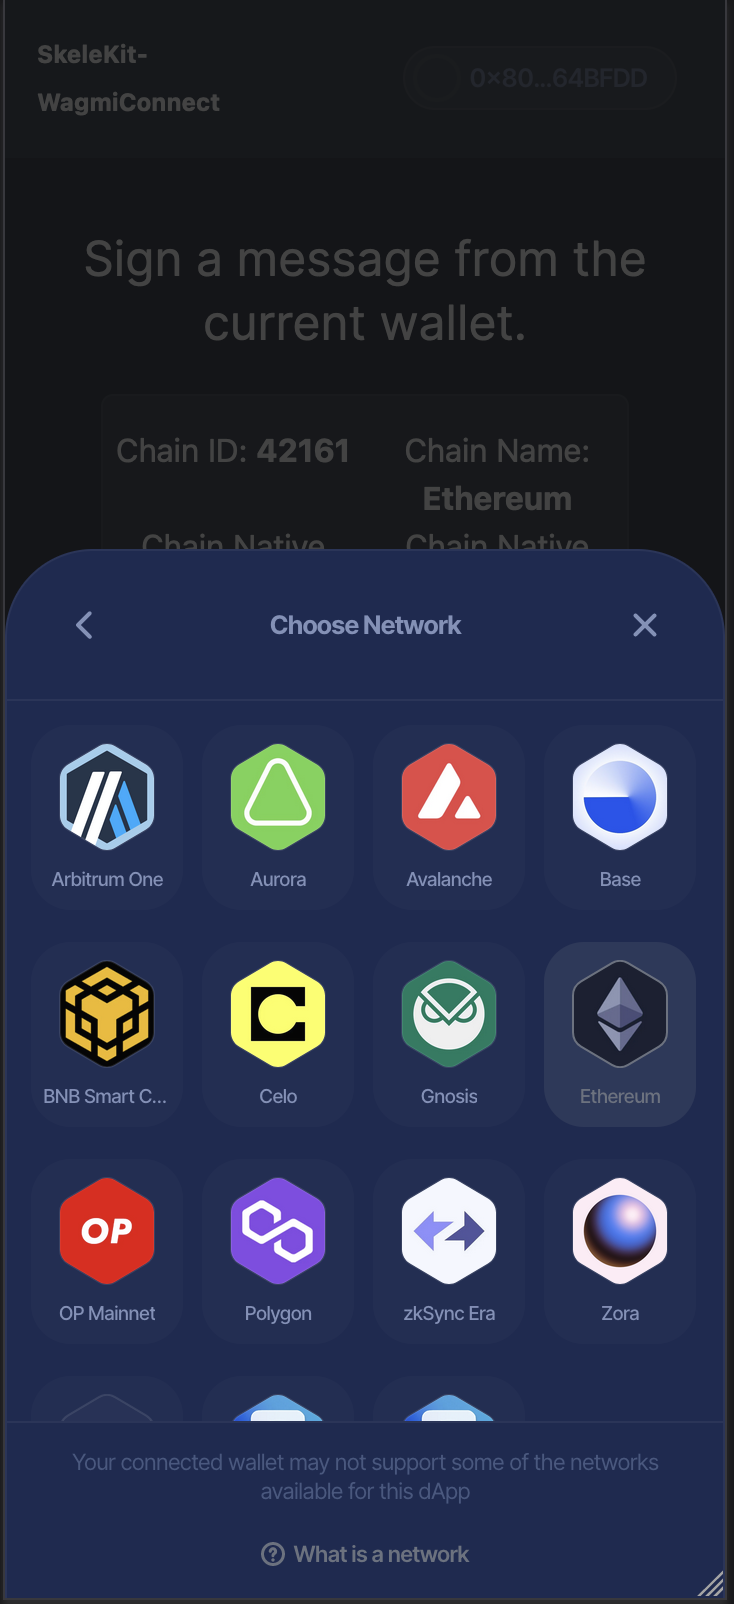 SkeleKit-
WagmiConnect
0x80...64BFDD
Sign a message from the
current wallet.
Chain ID: 42161
Chain Name:
Ethereum
Chain Native
Chain Native
Choose Network
Arbitrum One
Aurora
Avalanche
Base
BNB Smart C...
Celo
Gnosis
Ethereum
OP
OP Mainnet
Polygon
zkSync Era
Zora
Your connected wallet may not support some of the networks
available for this dApp
What is a network